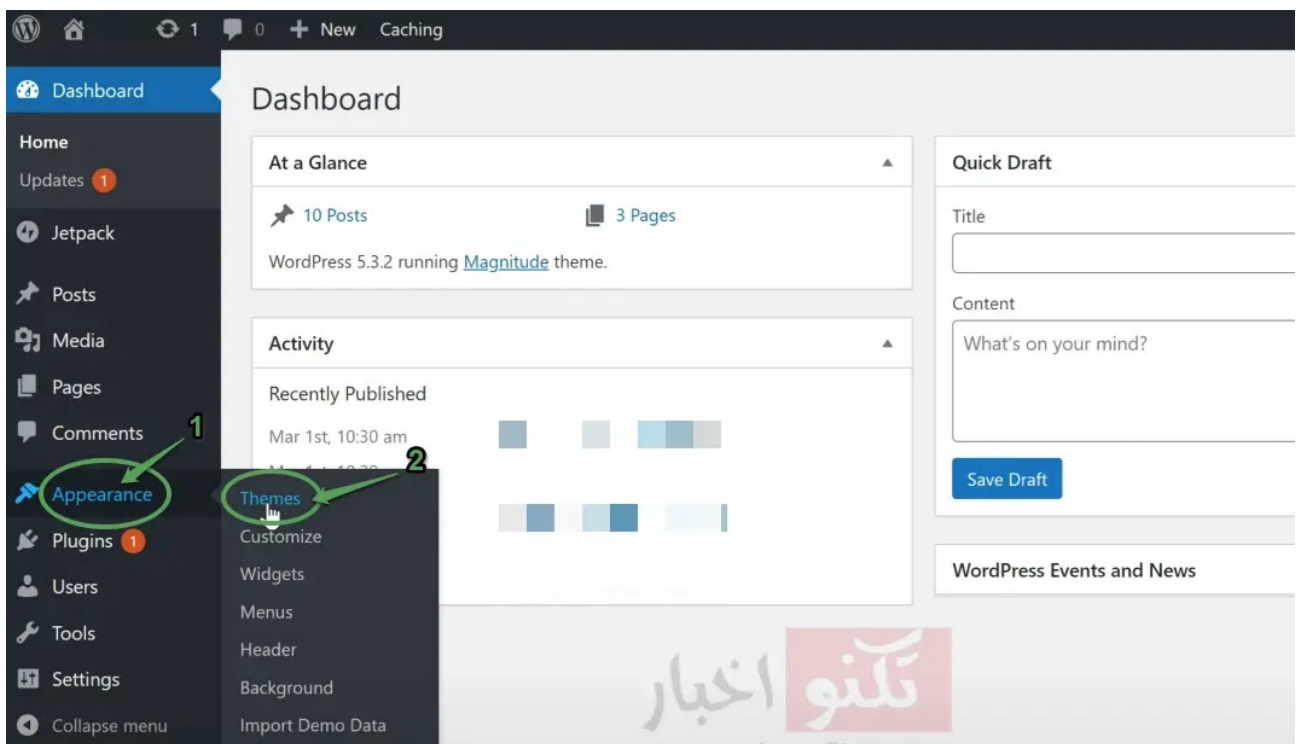 1 0 New Caching
Dashboard
Home
Updates 1
Jetpack
Posts
Media
Pages
Comments
Appearance
Plugins 1
Users
Tools
Settings
Collapse menu
1
2
Themes
Customize
Widgets
Menus
Header
Background
Import Demo Data
Dashboard
At a Glance
10 Posts 3 Pages
WordPress 5.3.2 running Magnitude theme.
Activity
Recently Published
Mar 1st, 10:30 am
Quick Draft
Title
Content
What's on your mind?
Save Draft
WordPress Events and News
تکنو اخبار